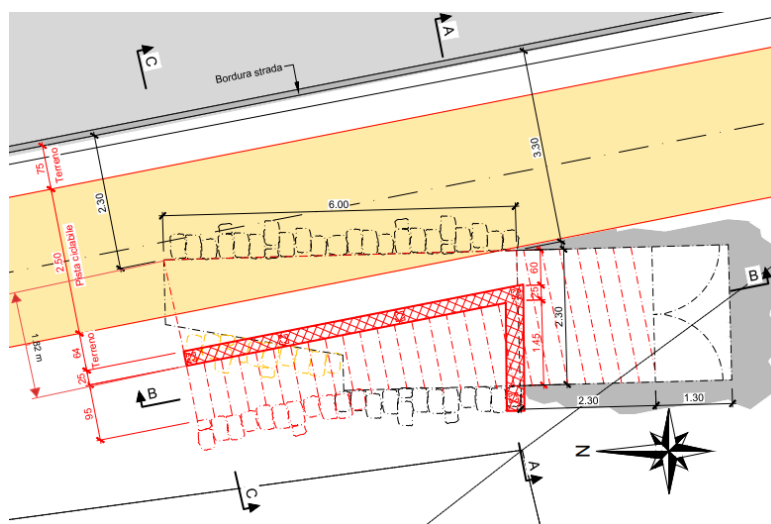 C
A
Bordura strada
75
Terreno
2.30
3.30
6.00
2.50
Pista ciclabile
60
25
1.45
2.30
B
1.82 m
64
Terreno
25
95
B
2.30
1.30
N
C
A